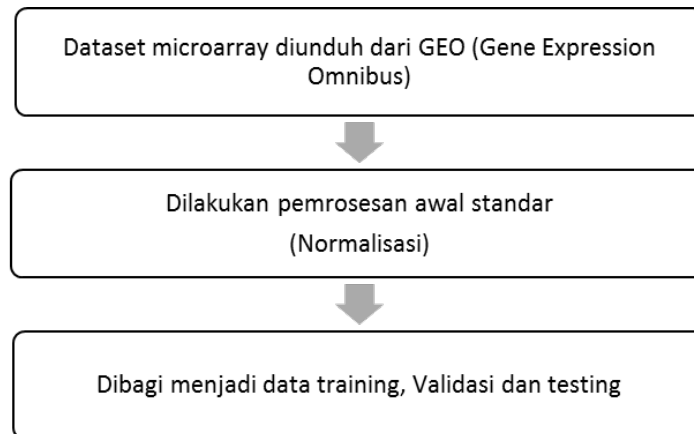 Dataset microarray diunduh dari GEO (Gene Expression
Omnibus)
Dilakukan pemrosesan awal standar
(Normalisasi)
Dibagi menjadi data training, Validasi dan testing